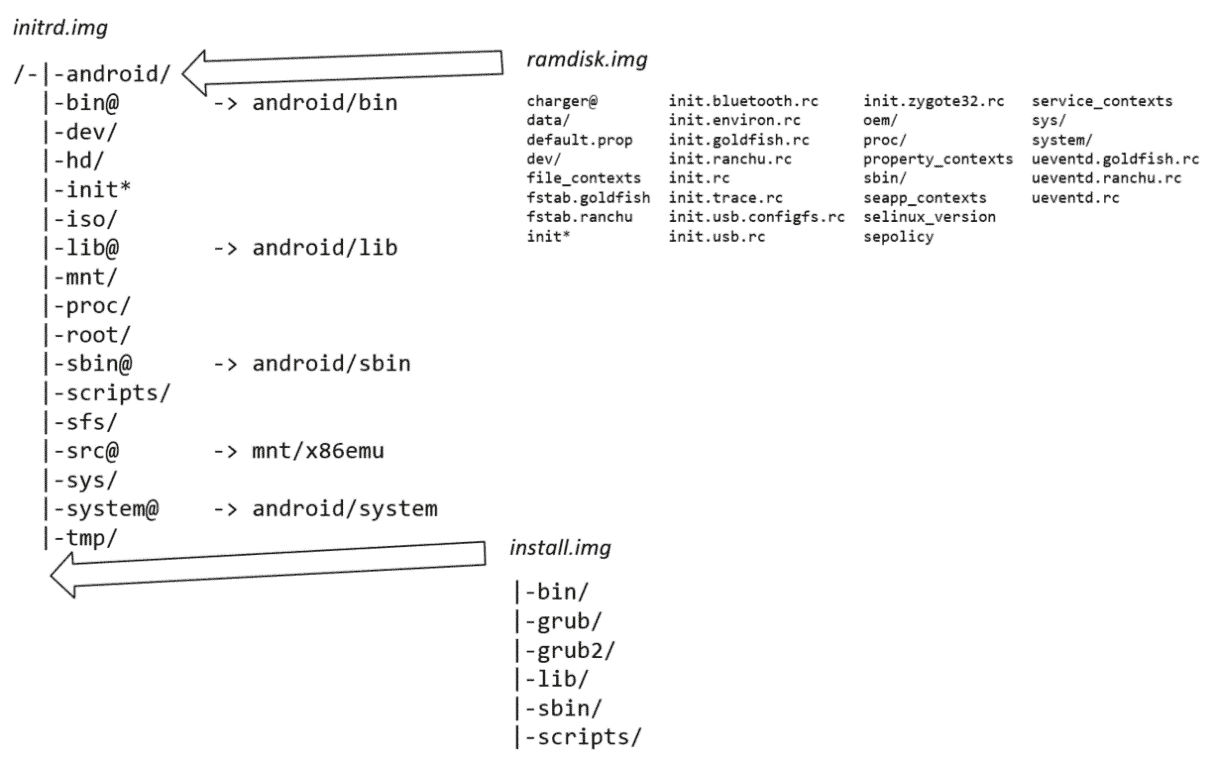 initrd.img
/-|-android/
|-bin@ -> android/bin
|-dev/
|-hd/
|-init*
|-iso/
|-lib@ -> android/lib
|-mnt/
|-proc/
|-root/
|-sbin@ -> android/sbin
|-scripts/
|-sfs/
|-src@ -> mnt/x86emu
|-sys/
|-system@ -> android/system
|-tmp/
ramdisk.img
charger@ init.bluetooth.rc init.zygote32.rc service_contexts
data/ init.environ.rc oem/ sys/
default.prop init.goldfish.rc proc/ system/
dev/ init.ranchu.rc property_contexts ueventd.goldfish.rc
file_contexts init.rc sbin/ ueventd.ranchu.rc
fstab.goldfish init.trace.rc seapp_contexts ueventd.rc
fstab.ranchu init.usb.configfs.rc selinux_version
init* init.usb.rc sepolicy
install.img
|-bin/
|-grub/
|-grub2/
|-lib/
|-sbin/
|-scripts/